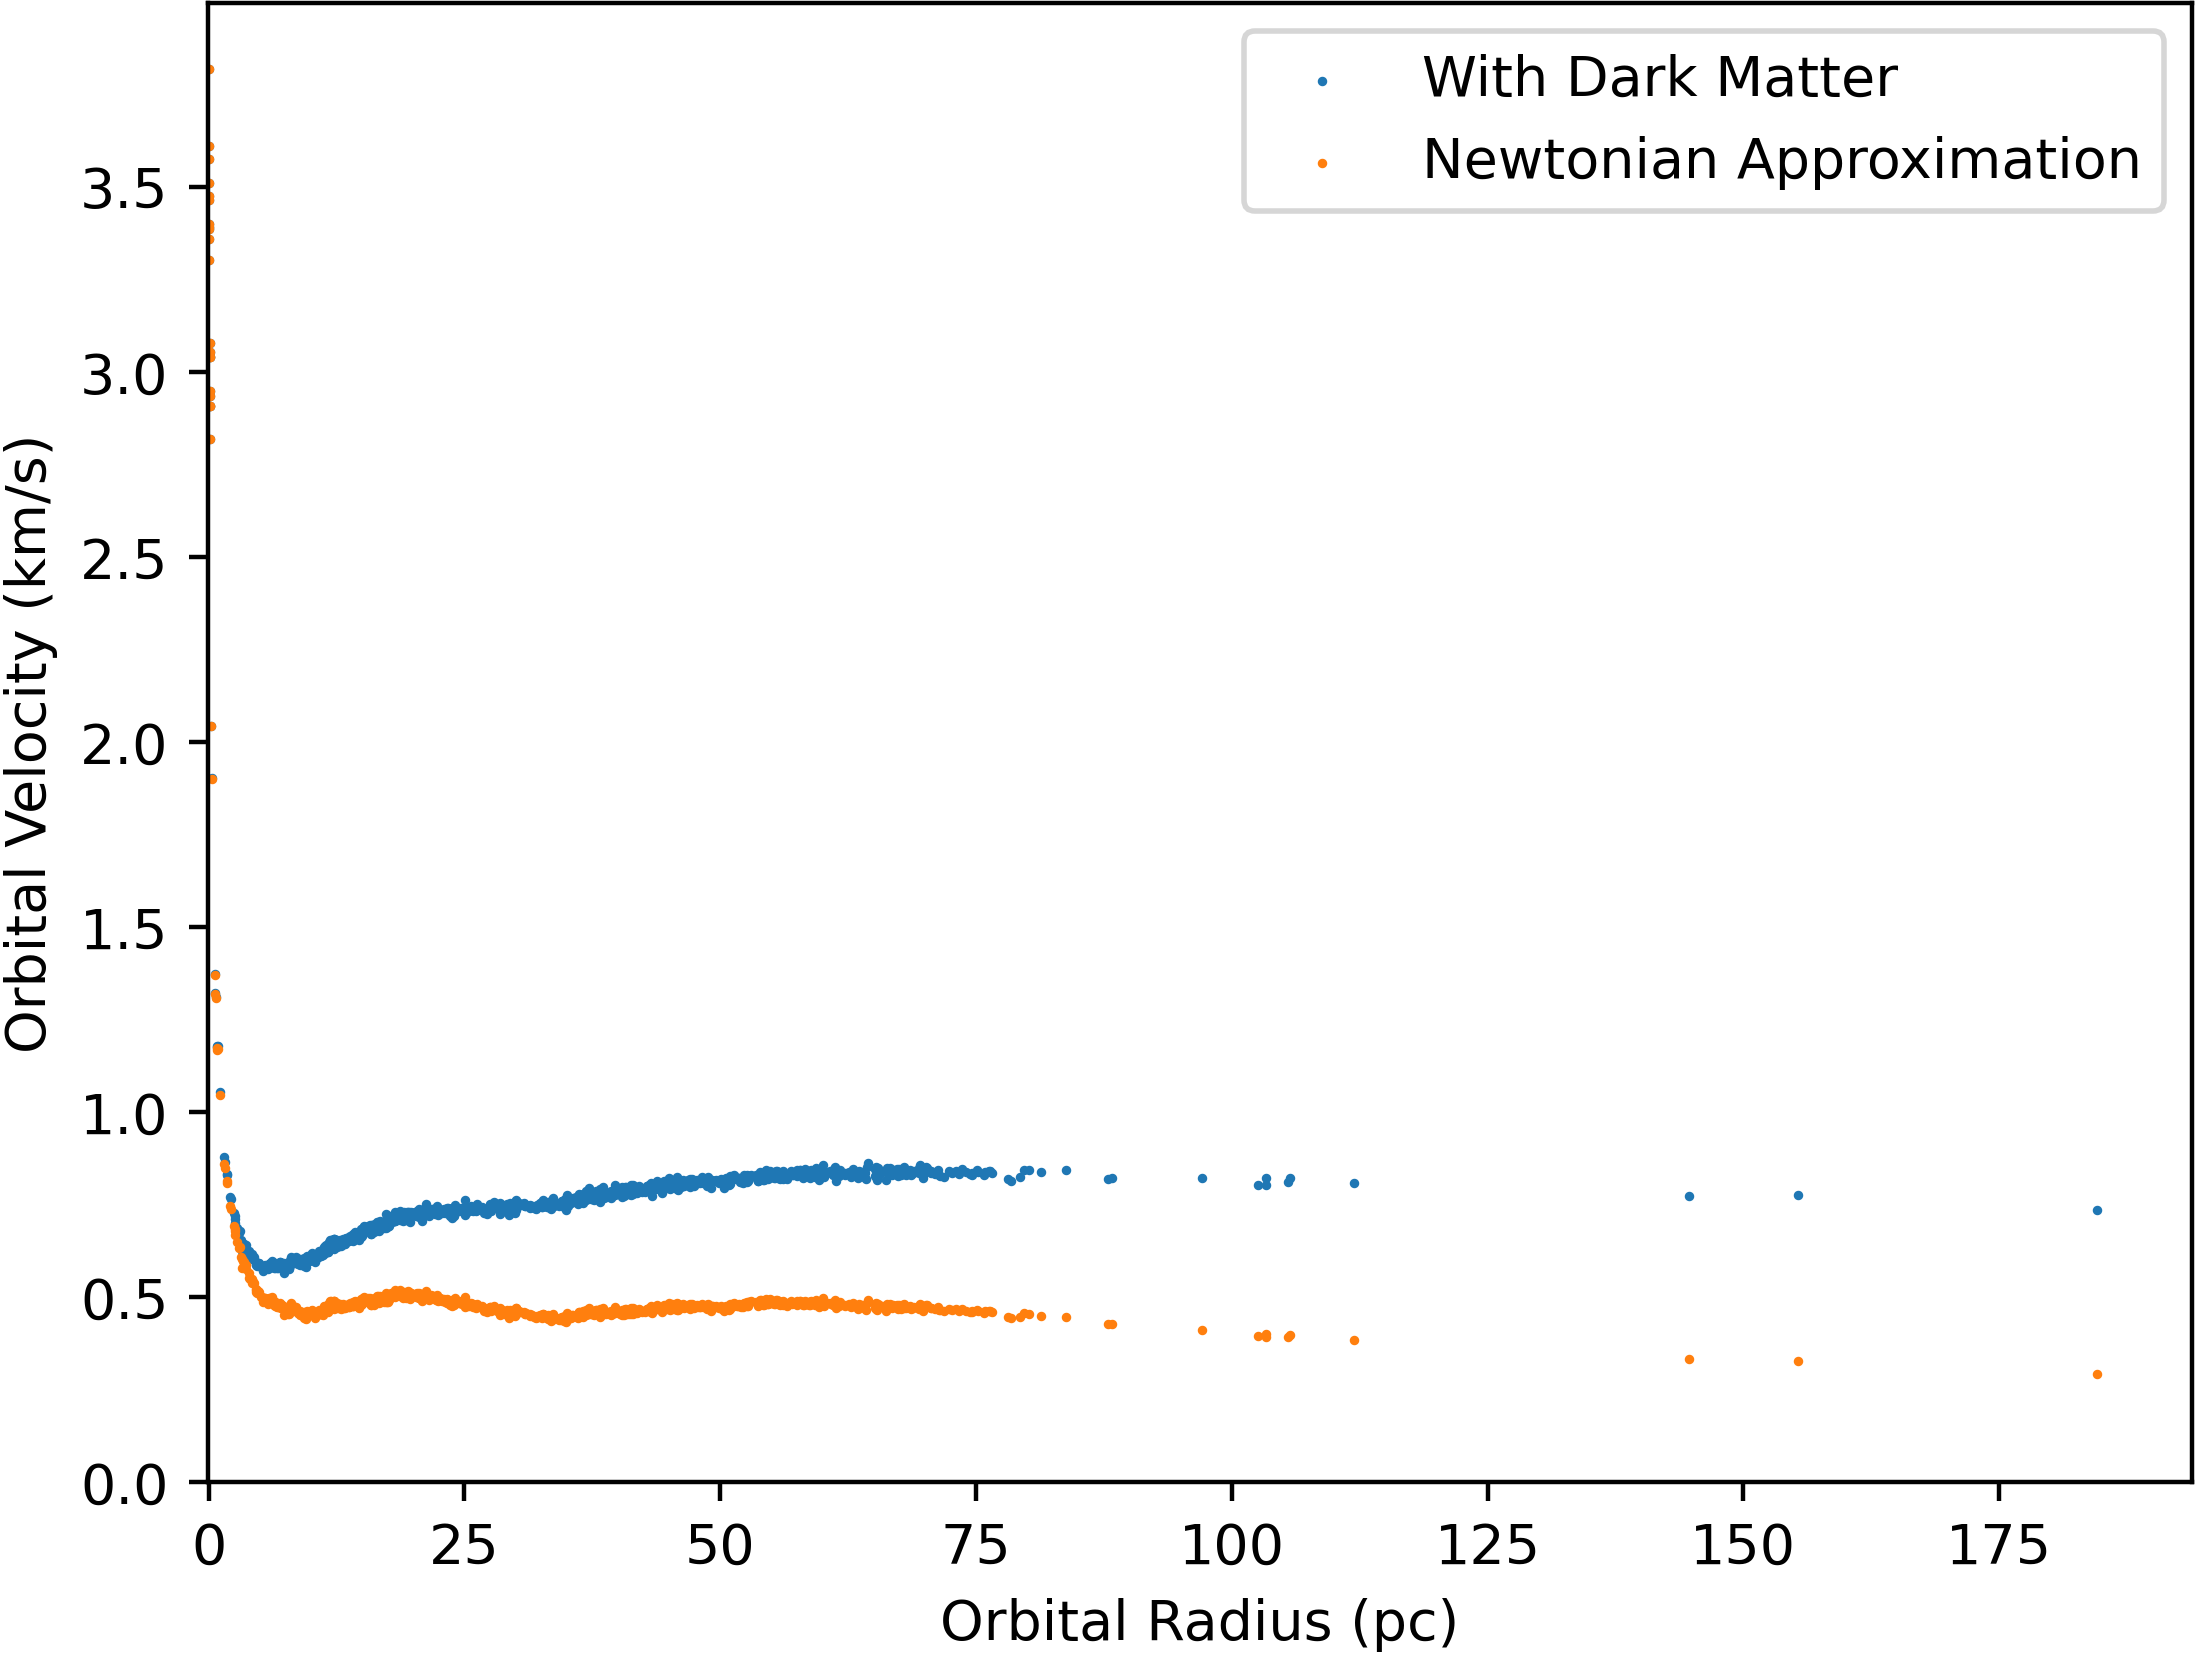 With Dark Matter
Newtonian Approximation
3.5
3.0
2.5
2.0
1.5
1.0
0.5
0.0
Orbital Velocity (km/s)
0 25 50 75 100 125 150 175
Orbital Radius (pc)